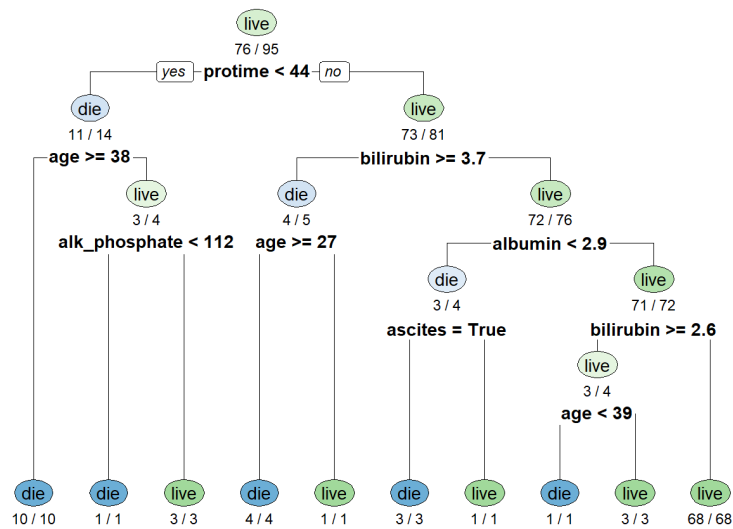 live
76 / 95
yes protime < 44 no
die live
11 / 14 73 / 81
age >= 38 bilirubin >= 3.7
live die live
3 / 4 4 / 5 72 / 76
alk_phosphate < 112 age >= 27 albumin < 2.9
die live
3 / 4 71 / 72
ascites = True bilirubin >= 2.6
live
3 / 4
age < 39
die die live die live die live die live live
10 / 10 1 / 1 3 / 3 4 / 4 1 / 1 3 / 3 1 / 1 1 / 1 3 / 3 68 / 68